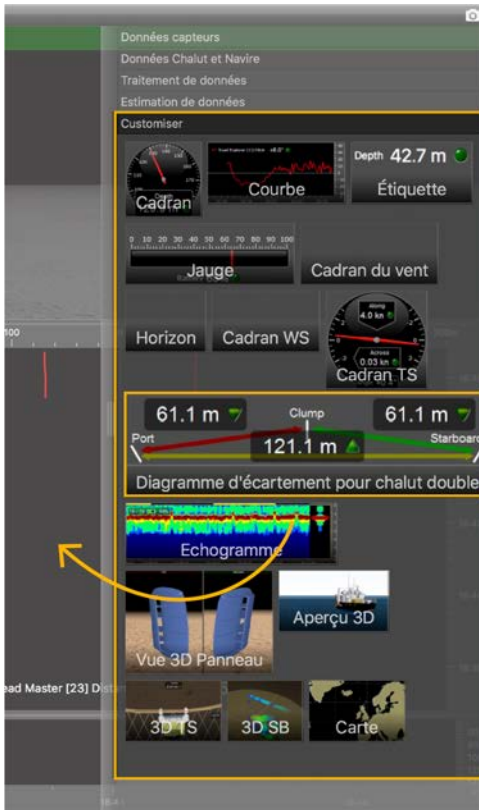 Données capteurs
Données Chalut et Navire
Traitement de données
Estimation de données
Customiser
Depth 42.7 m
Cadran
Courbe
Étiquette
0 10 20 30 40 50 60 70 80 90 100
Jauge
Cadran du vent
Along
4.0 kn
100
Horizon
Cadran WS
Across
0.03 kn
Cadran TS
61.1 m
Clump
61.1 m
Port
121.1 m
Starboard
Diagramme d'écartement pour chalut double
Echogramme
Aperçu 3D
Vue 3D Panneau
ead Master [23] Dista
3D TS
3D SB
Carte